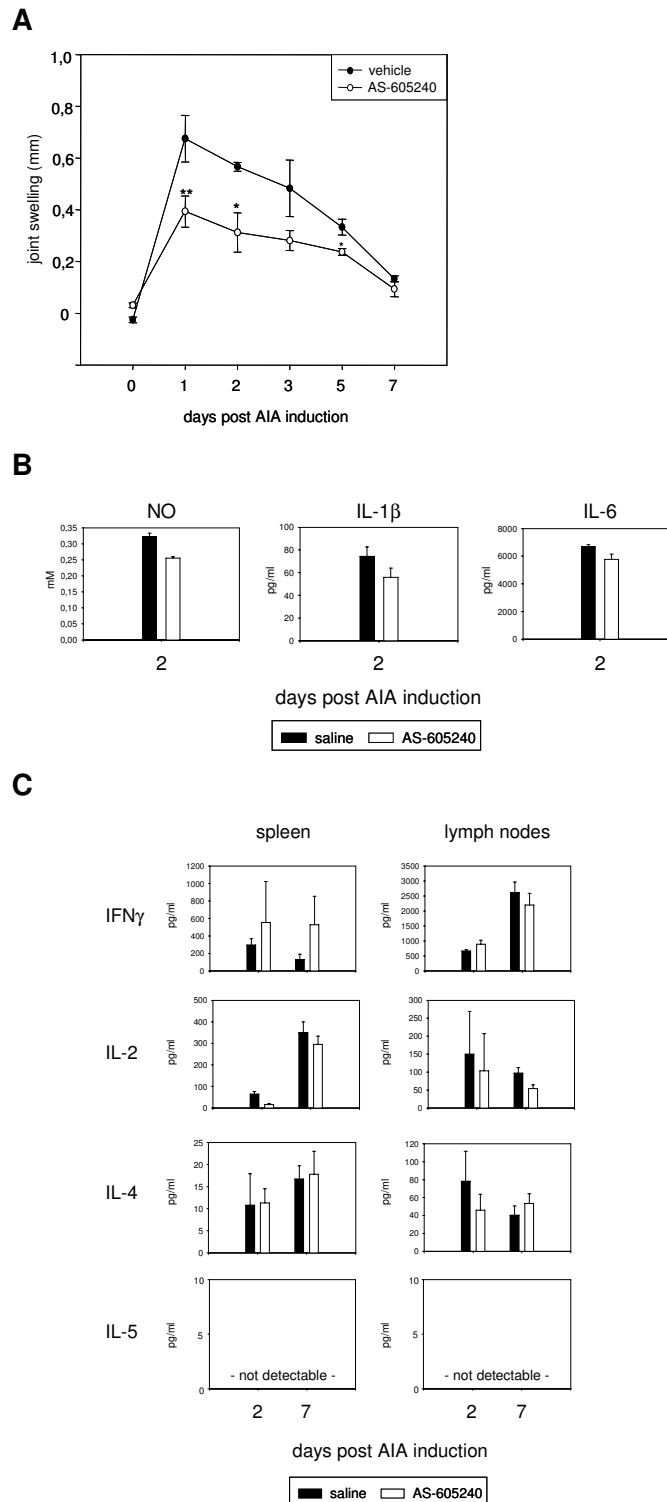 A
1,0
0,8
0,6
0,4
0,2
0
joint swelling (mm)
vehicle
AS-605240
**
*
*
0 1 2 3 5 7
days post AIA induction
B
NO
0,35
0,30
0,25
0,20
0,15
0,10
0,05
0,00
mM
2
IL-1β
100
80
60
40
20
0
pg/ml
2
IL-6
8000
6000
4000
2000
0
pg/ml
2
days post AIA induction
saline AS-605240
C
spleen lymph nodes
IFNγ
1200
1000
800
600
400
200
0
pg/ml
3500
3000
2500
2000
1500
1000
500
0
pg/ml
IL-2
500
400
300
200
100
0
pg/ml
300
250
200
150
100
50
0
pg/ml
IL-4
25
20
15
10
5
0
pg/ml
120
100
80
60
40
20
0
pg/ml
IL-5
10
5
0
pg/ml
- not detectable -
10
5
0
pg/ml
- not detectable -
2 7 2 7
days post AIA induction
saline AS-605240